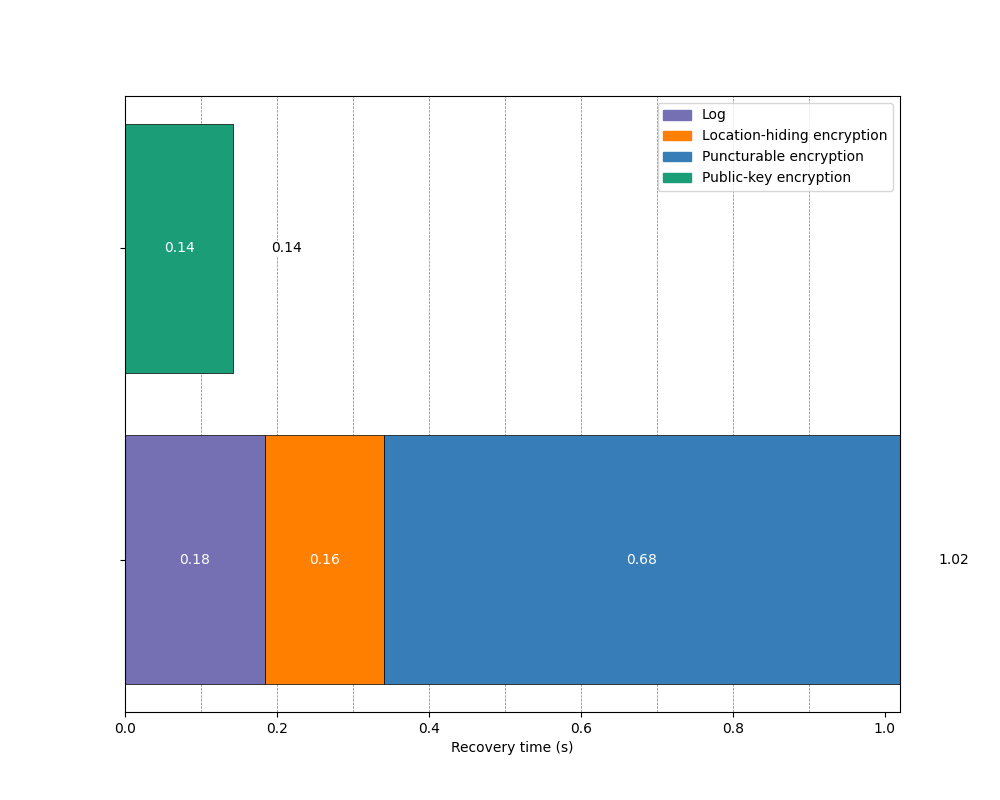 Log
Location-hiding encryption
Puncturable encryption
Public-key encryption
0.14 0.14
0.18 0.16 0.68 1.02
0.0 0.2 0.4 0.6 0.8 1.0
Recovery time (s)